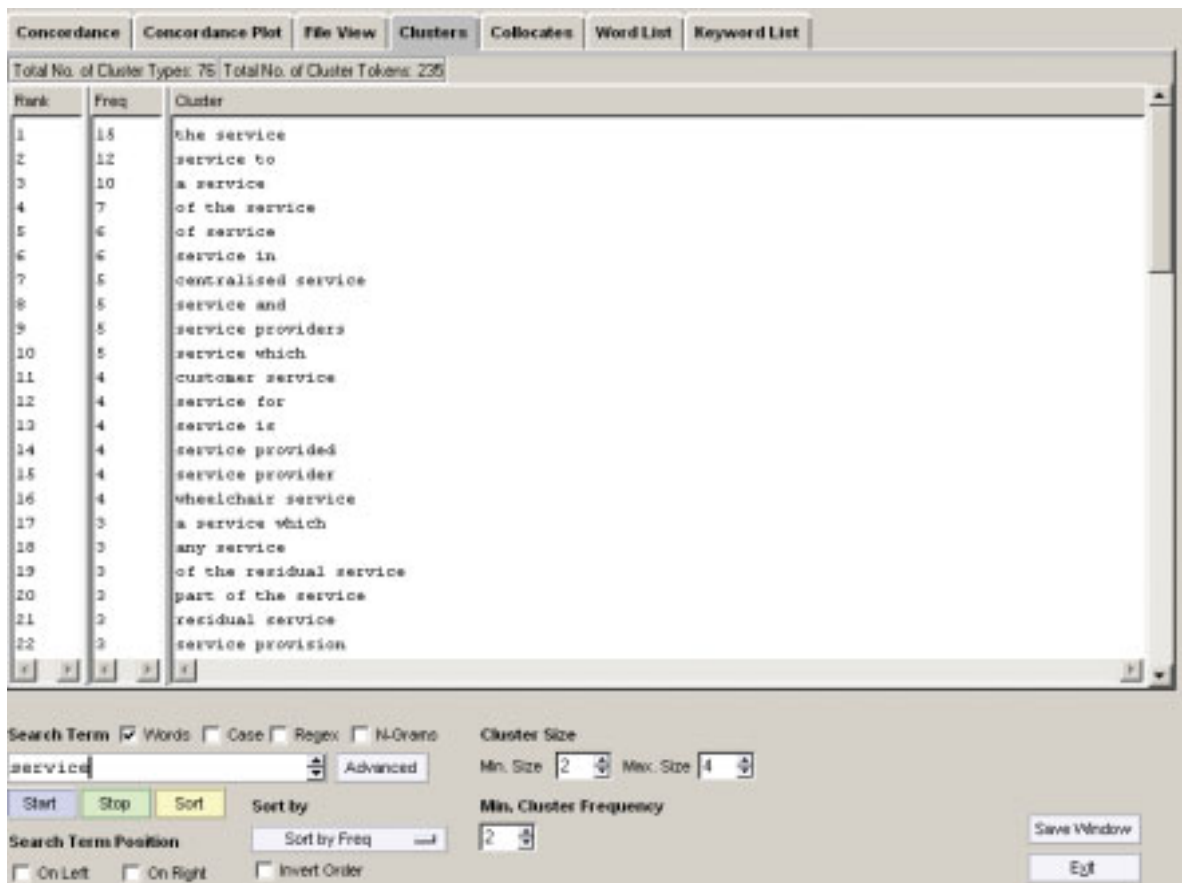 Concordance Concordance Plot File View Clusters Collocates Word List Keyword List
Total No. of Cluster Types: 76 Total No. of Cluster Tokens: 235
Rank Freq Cluster
1 15 the service
2 12 service to
3 10 a service
4 7 of the service
5 6 of service
6 6 service in
7 5 centralised service
8 5 service and
9 5 service providers
10 5 service which
11 4 customer service
12 4 service for
13 4 service is
14 4 service provided
15 4 service provider
16 4 wheelchair service
17 3 a service which
18 3 any service
19 3 of the residual service
20 3 part of the service
21 3 residual service
22 3 service provision
Search Term Words Case Regex N-Grams Cluster Size
service Advanced Min. Size 2 Max. Size 4
Start Stop Sort Sort by Min. Cluster Frequency
Search Term Position Sort by Freq 2 Save Window
On Left On Right Invert Order Exit